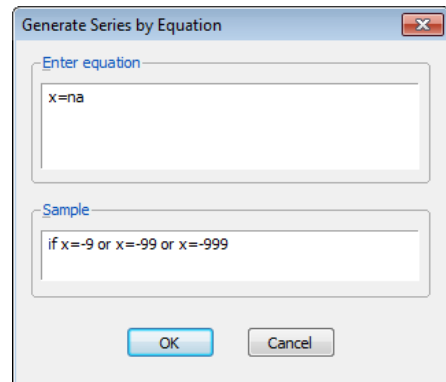 Generate Series by Equation
Enter equation
x=na
Sample
if x=-9 or x=-99 or x=-999
OK
Cancel